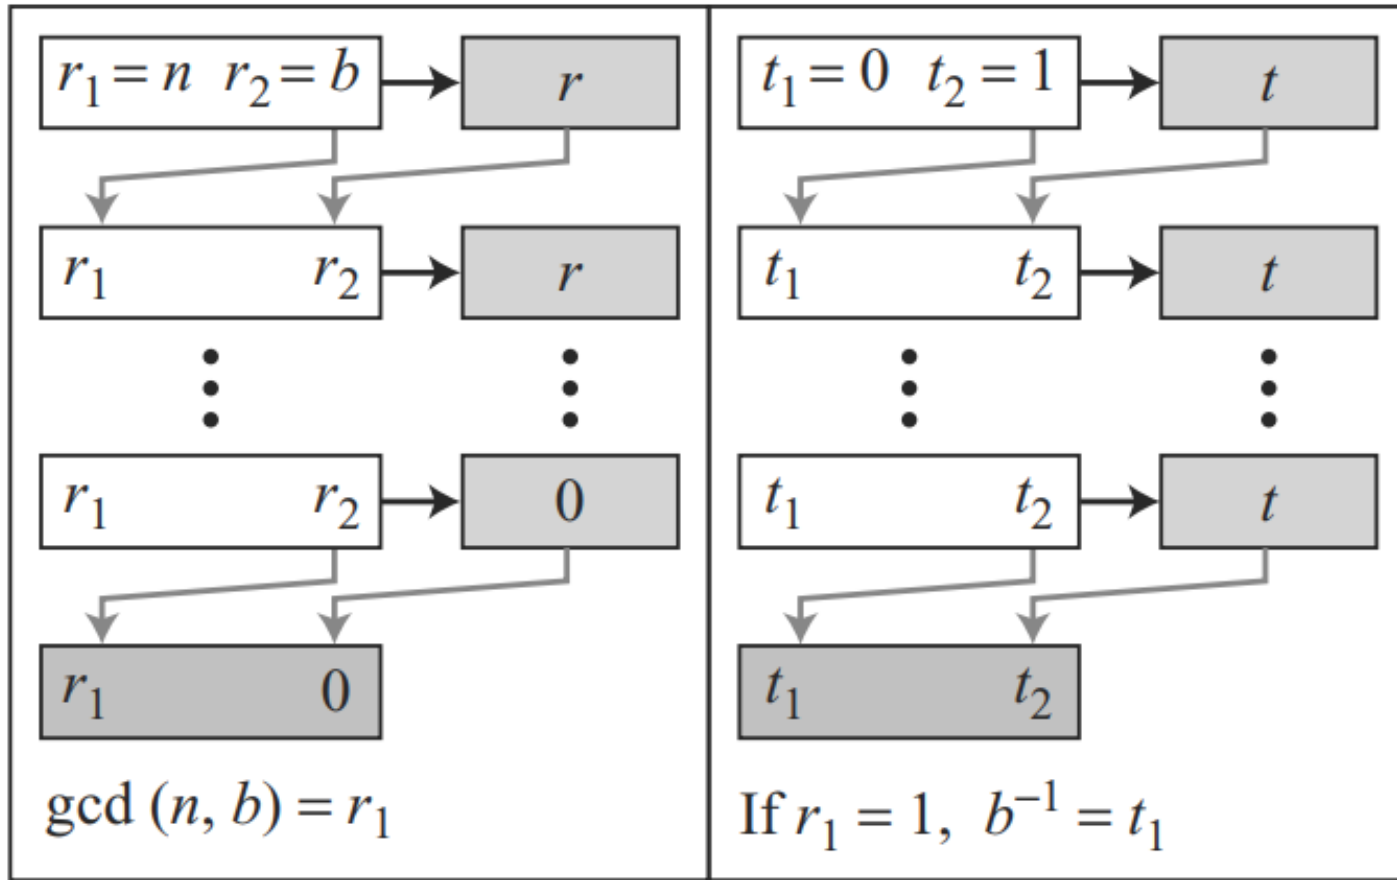 r₁ = n r₂ = b r
r₁ r₂ r
r₁ r₂ 0
r₁ 0
gcd (n, b) = r₁
t₁ = 0 t₂ = 1 t
t₁ t₂ t
t₁ t₂ t
t₁ t₂
If r₁ = 1, b⁻¹ = t₁